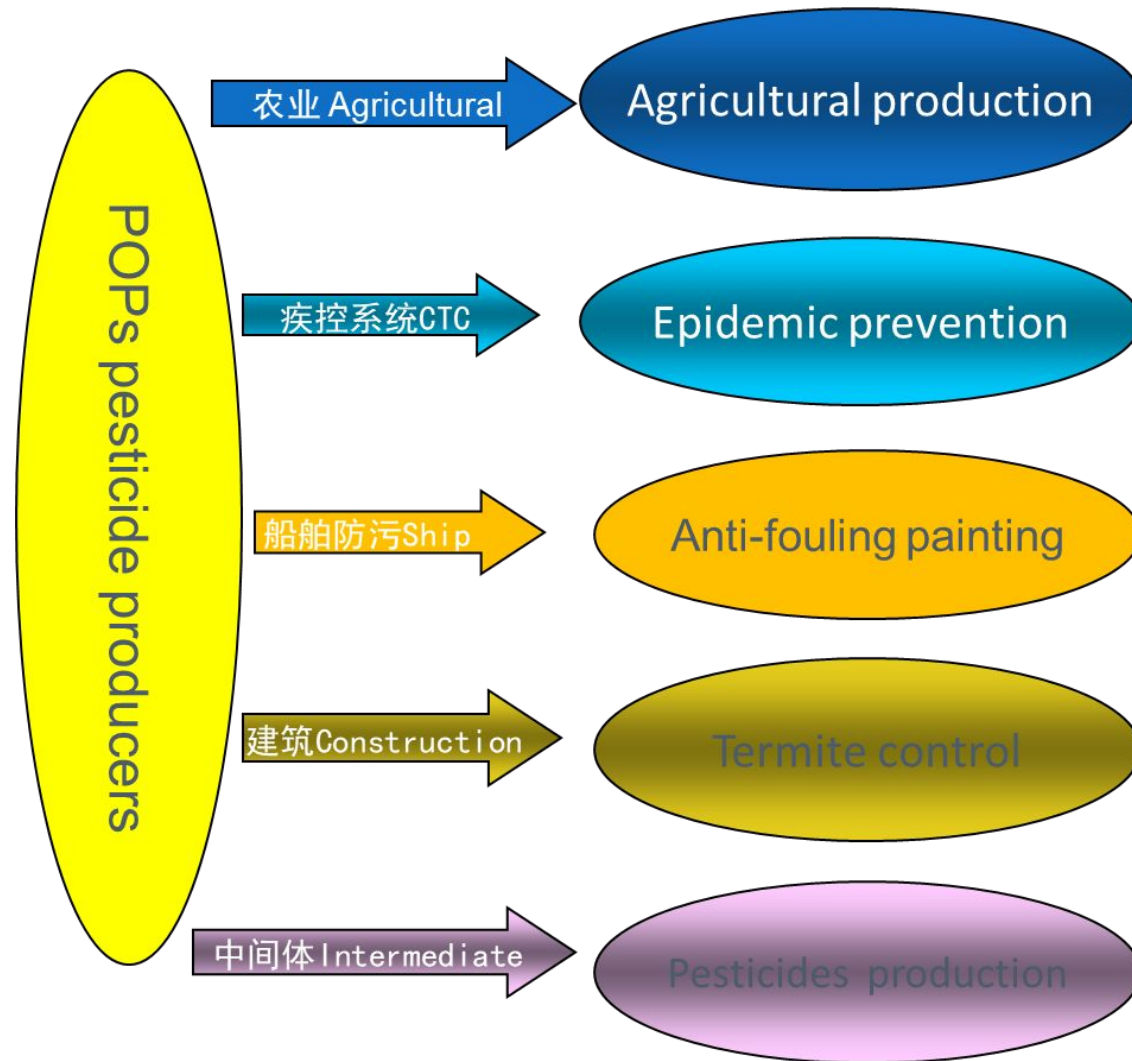 POPs pesticide producers
农业 Agricultural
Agricultural production
疾控系统CTC
Epidemic prevention
船舶防污Ship
Anti-fouling painting
建筑Construction
Termite control
中间体Intermediate
Pesticides production